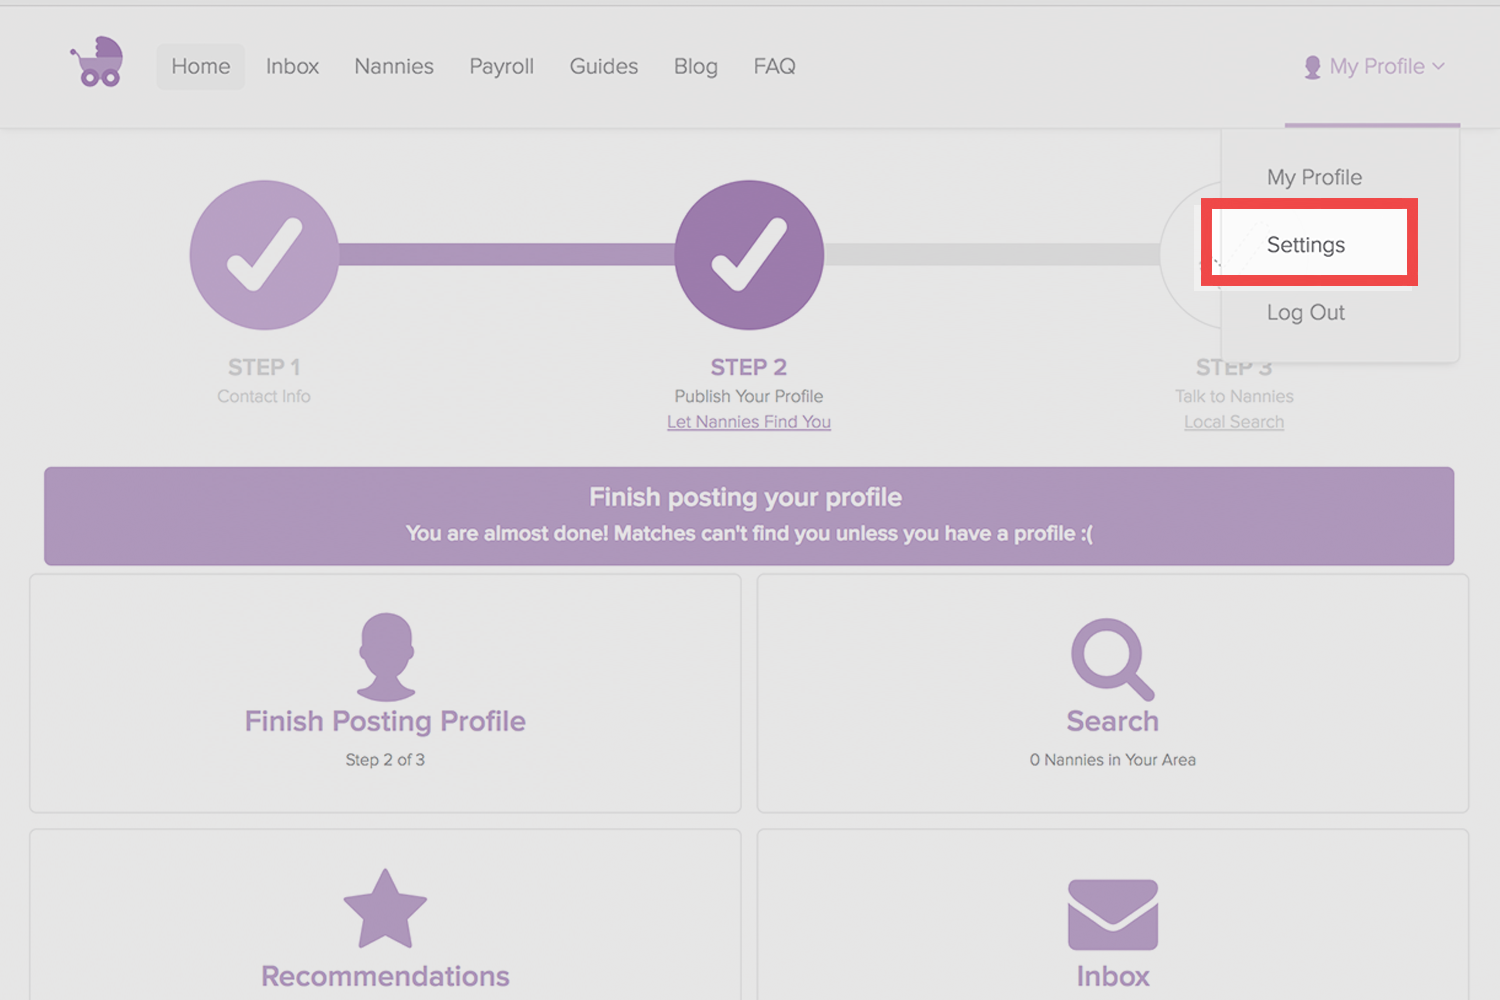 Home Inbox Nannies Payroll Guides Blog FAQ My Profile
My Profile
Settings
Log Out
STEP 1
Contact Info
STEP 2
Publish Your Profile
Let Nannies Find You
STEP 3
Talk to Nannies
Local Search
Finish posting your profile
You are almost done! Matches can't find you unless you have a profile :(
Finish Posting Profile
Step 2 of 3
Search
0 Nannies in Your Area
Recommendations
Inbox